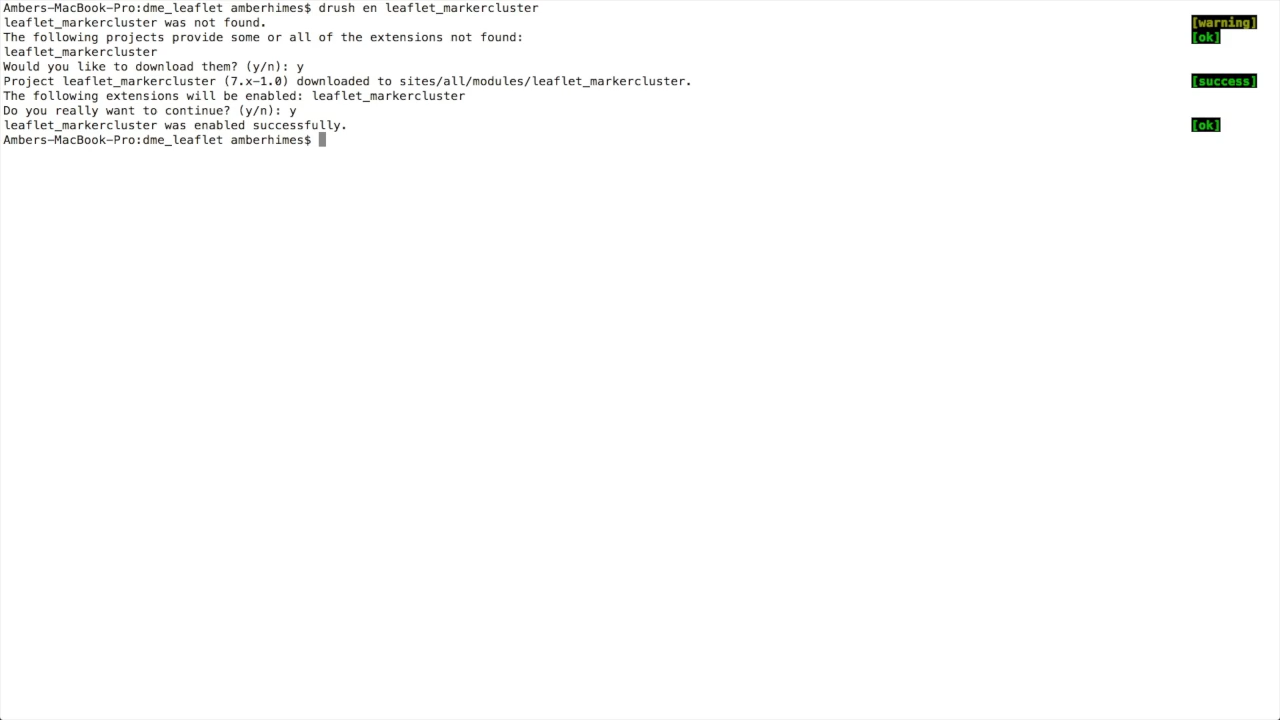 Ambers-MacBook-Pro:dme_leaflet amberhimes$ drush en leaflet_markercluster
leaflet_markercluster was not found. [warning]
The following projects provide some or all of the extensions not found: [ok]
leaflet_markercluster
Would you like to download them? (y/n): y
Project leaflet_markercluster (7.x-1.0) downloaded to sites/all/modules/leaflet_markercluster. [success]
The following extensions will be enabled: leaflet_markercluster
Do you really want to continue? (y/n): y
leaflet_markercluster was enabled successfully. [ok]
Ambers-MacBook-Pro:dme_leaflet amberhimes$